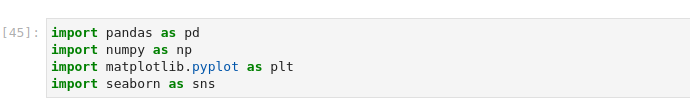 [45]: import pandas as pd
import numpy as np
import matplotlib.pyplot as plt
import seaborn as sns